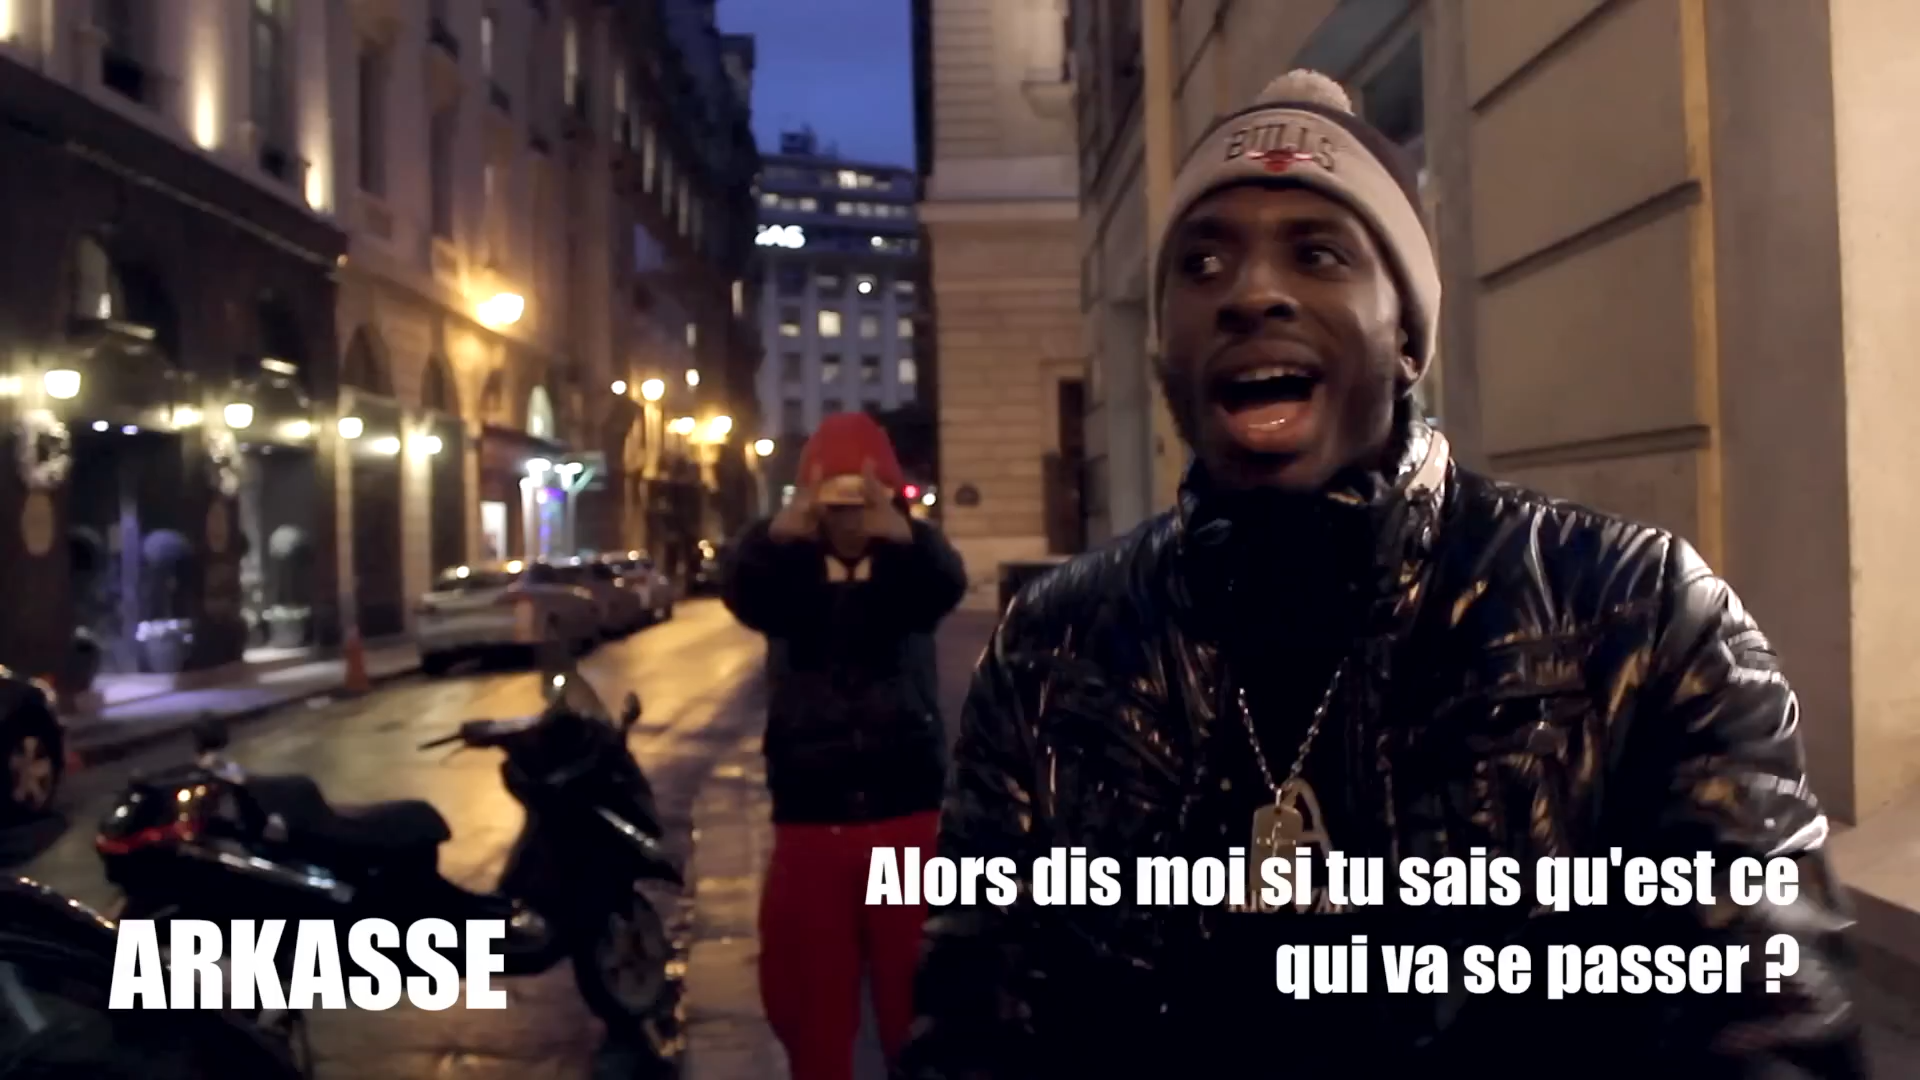 BULLS
Alors dis moi si tu sais qu'est ce
qui va se passer ?
ARKASSE